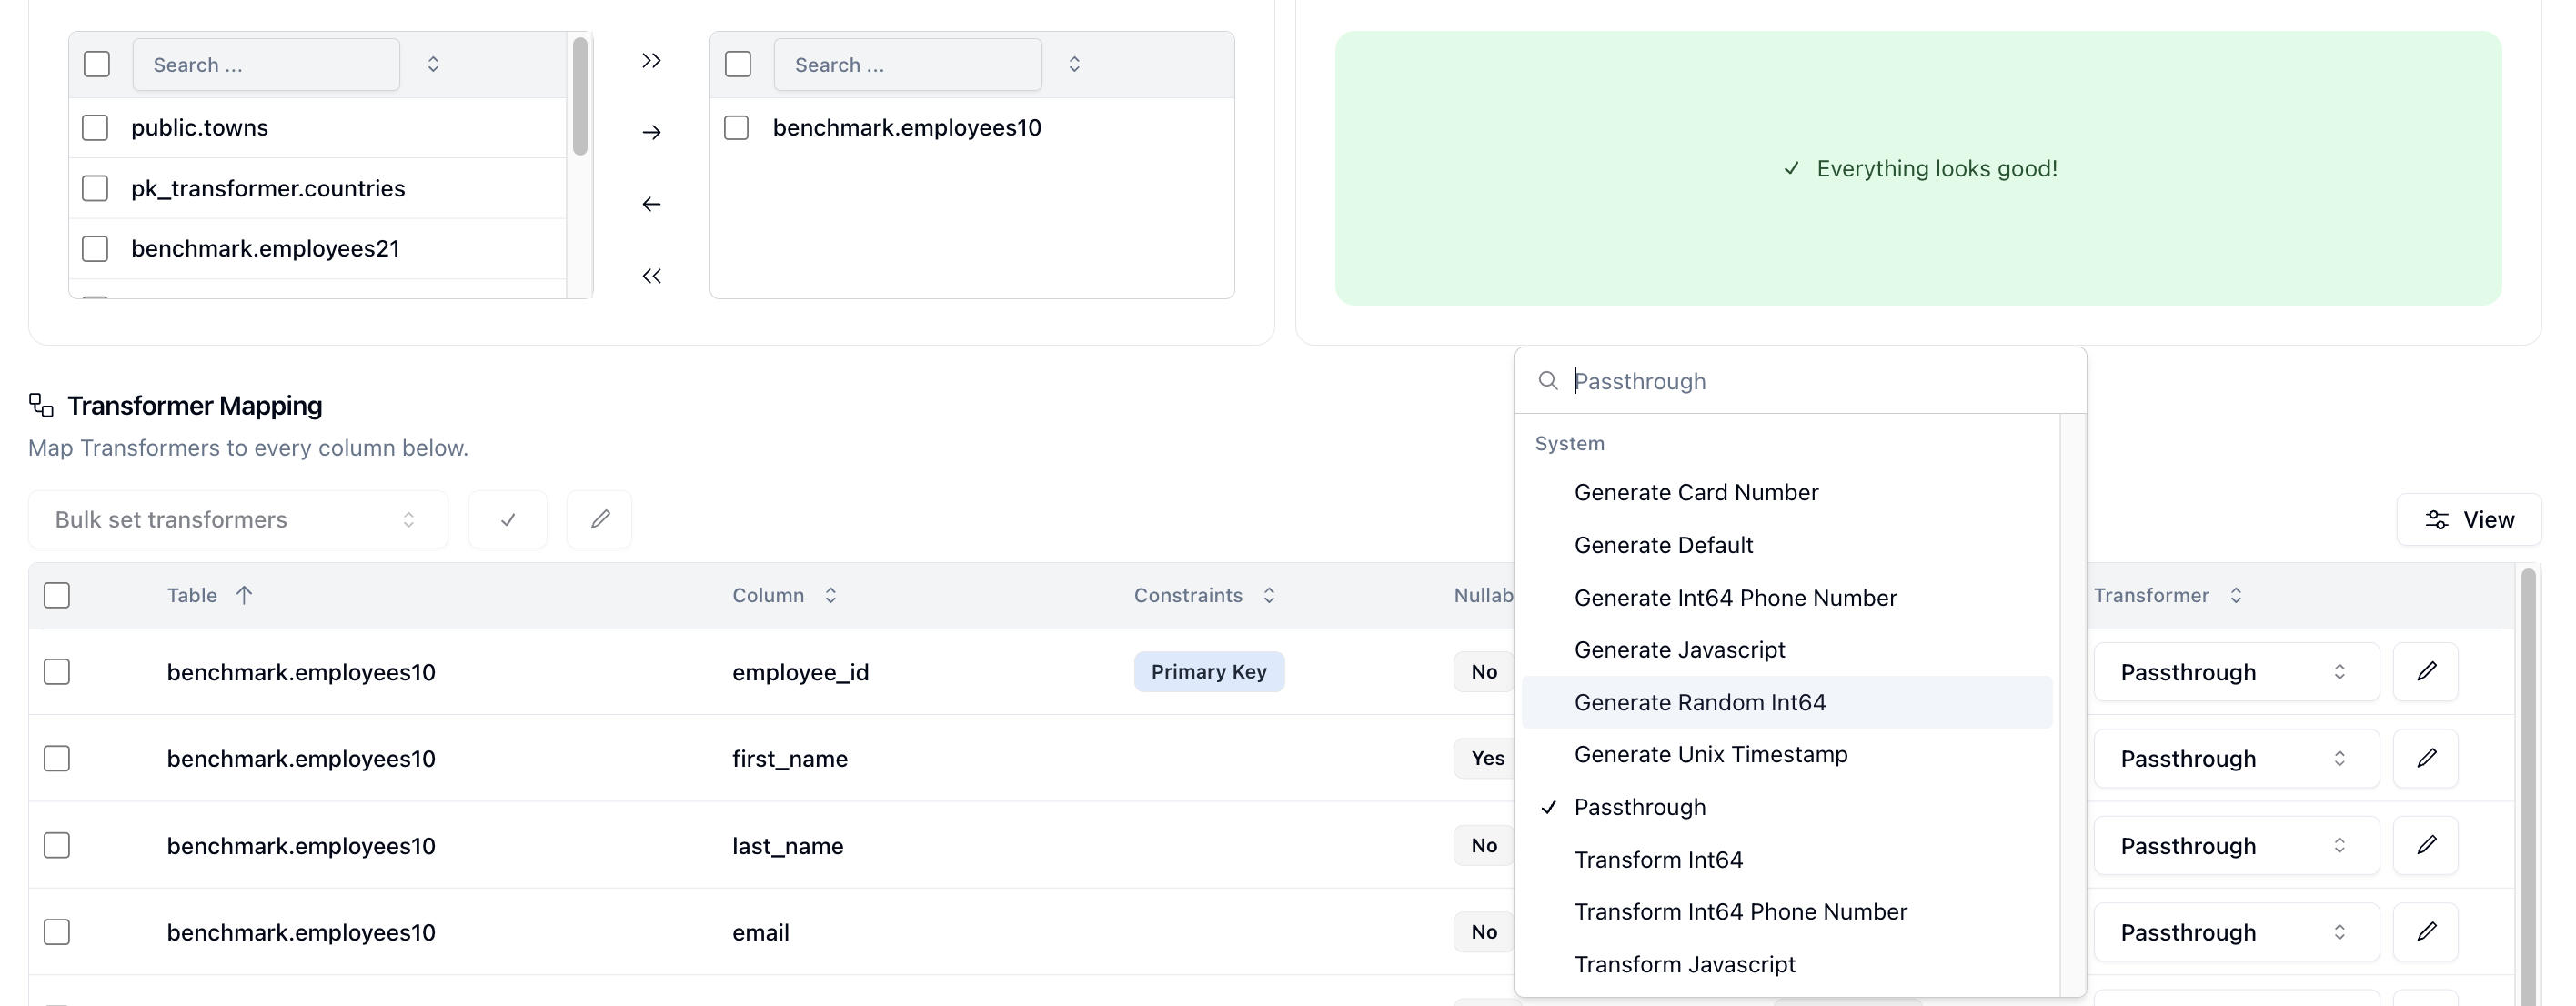 Search ...
public.towns
pk_transformer.countries
benchmark.employees21
Search ...
benchmark.employees10
Everything looks good!
Transformer Mapping
Map Transformers to every column below.
Bulk set transformers
View
Table Column Constraints Nullab Transformer
benchmark.employees10 employee_id Primary Key No Passthrough
benchmark.employees10 first_name Yes Passthrough
benchmark.employees10 last_name No Passthrough
benchmark.employees10 email No Passthrough
Passthrough
System
Generate Card Number
Generate Default
Generate Int64 Phone Number
Generate Javascript
Generate Random Int64
Generate Unix Timestamp
Passthrough
Transform Int64
Transform Int64 Phone Number
Transform Javascript